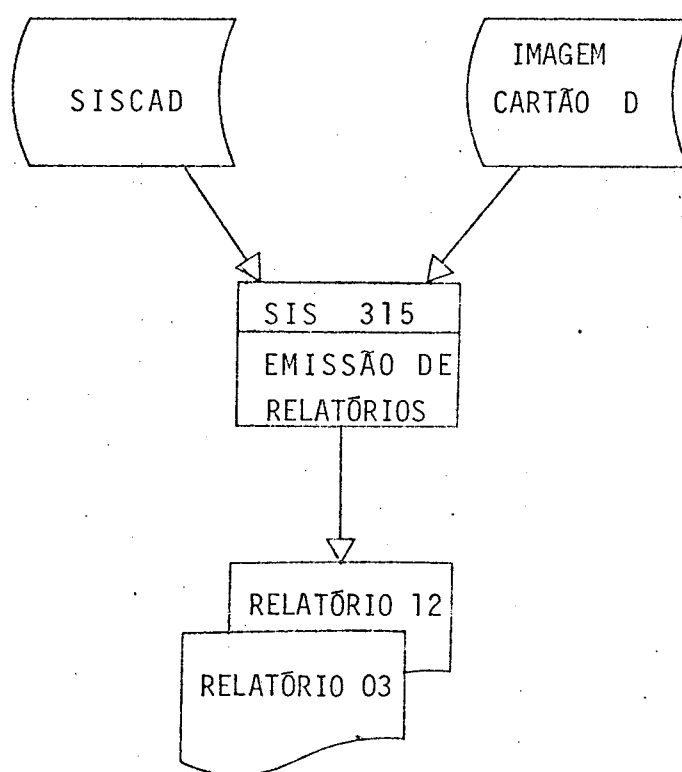 SISCAD
IMAGEM
CARTÃO D
SIS 315
EMISSÃO DE
RELATÓRIOS
RELATÓRIO 12
RELATÓRIO 03